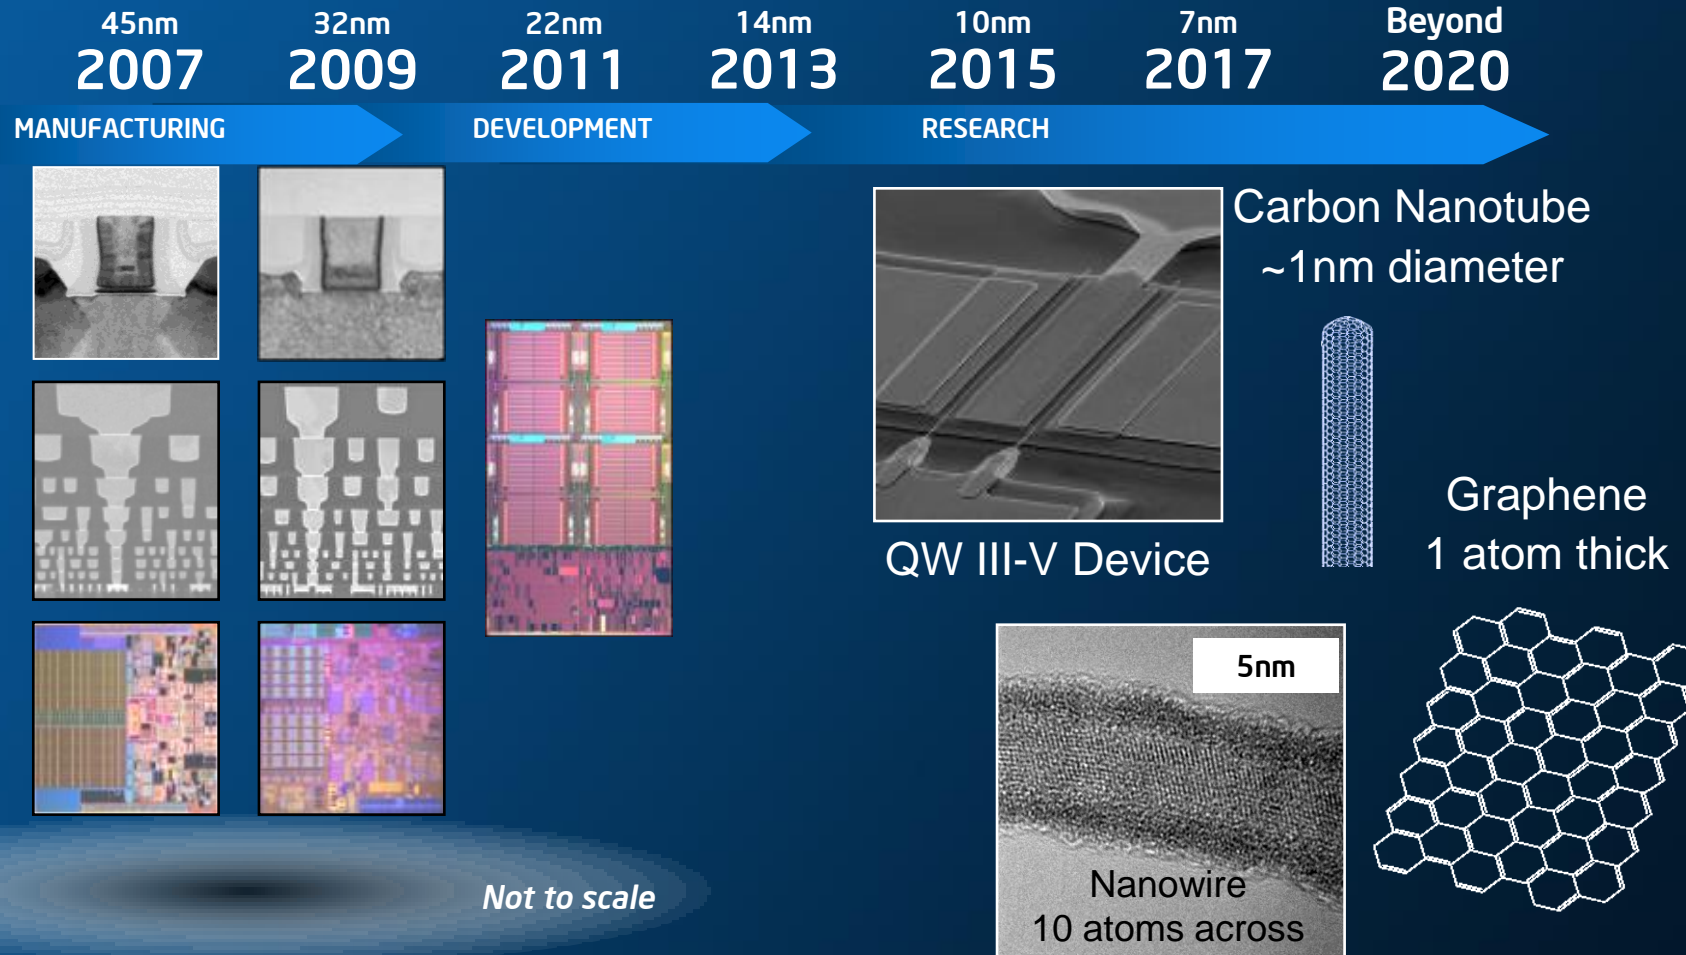 45nm
2007
32nm
2009
22nm
2011
14nm
2013
10nm
2015
7nm
2017
Beyond
2020
MANUFACTURING
DEVELOPMENT
RESEARCH
Carbon Nanotube
~1nm diameter
QW III-V Device
Graphene
1 atom thick
5nm
Nanowire
10 atoms across
Not to scale